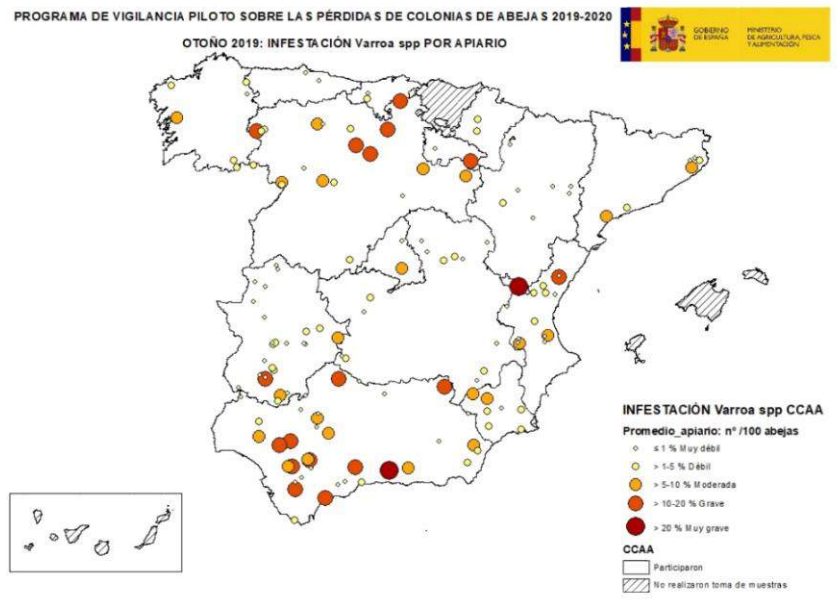 PROGRAMA DE VIGILANCIA PILOTO SOBRE LAS PÉRDIDAS DE COLONIAS DE ABEJAS 2019-2020
OTOÑO 2019: INFESTACIÓN Varroa spp POR APIARIO
GOBIERNO
DE ESPAÑA
MINISTERIO
DE AGRICULTURA, PESCA
Y ALIMENTACIÓN
INFESTACIÓN Varroa spp CCAA
Promedio_apiario: nº /100 abejas
≤ 1 % Muy débil
> 1-5 % Débil
> 5-10 % Moderada
> 10-20 % Grave
> 20 % Muy grave
CCAA
Participaron
No realizaron toma de muestras